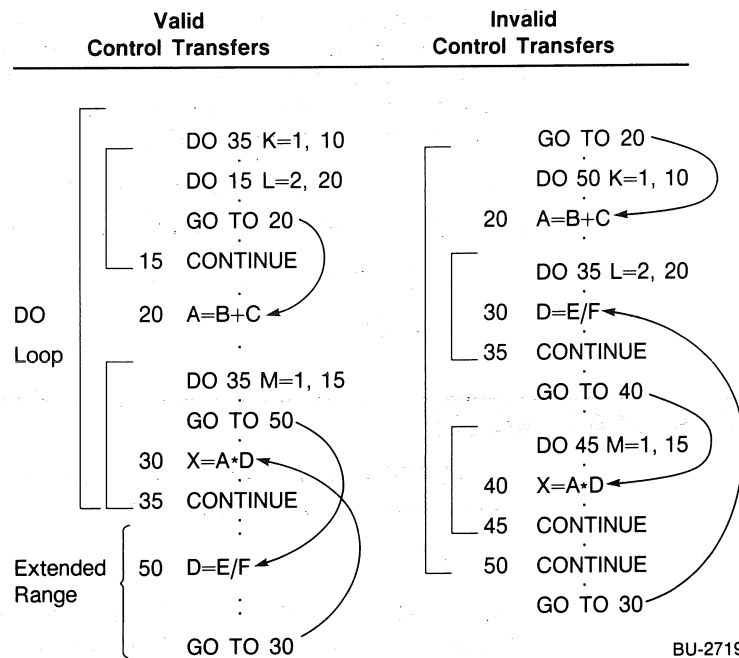 Valid
Control Transfers
Invalid
Control Transfers
DO 35 K=1, 10
DO 15 L=2, 20
GO TO 20
15 CONTINUE
DO
Loop
20 A=B+C
DO 35 M=1, 15
GO TO 50
30 X=A*D
35 CONTINUE
Extended
Range
50 D=E/F
GO TO 30
GO TO 20
DO 50 K=1, 10
20 A=B+C
DO 35 L=2, 20
30 D=E/F
35 CONTINUE
GO TO 40
DO 45 M=1, 15
40 X=A*D
45 CONTINUE
50 CONTINUE
GO TO 30
BU-2719